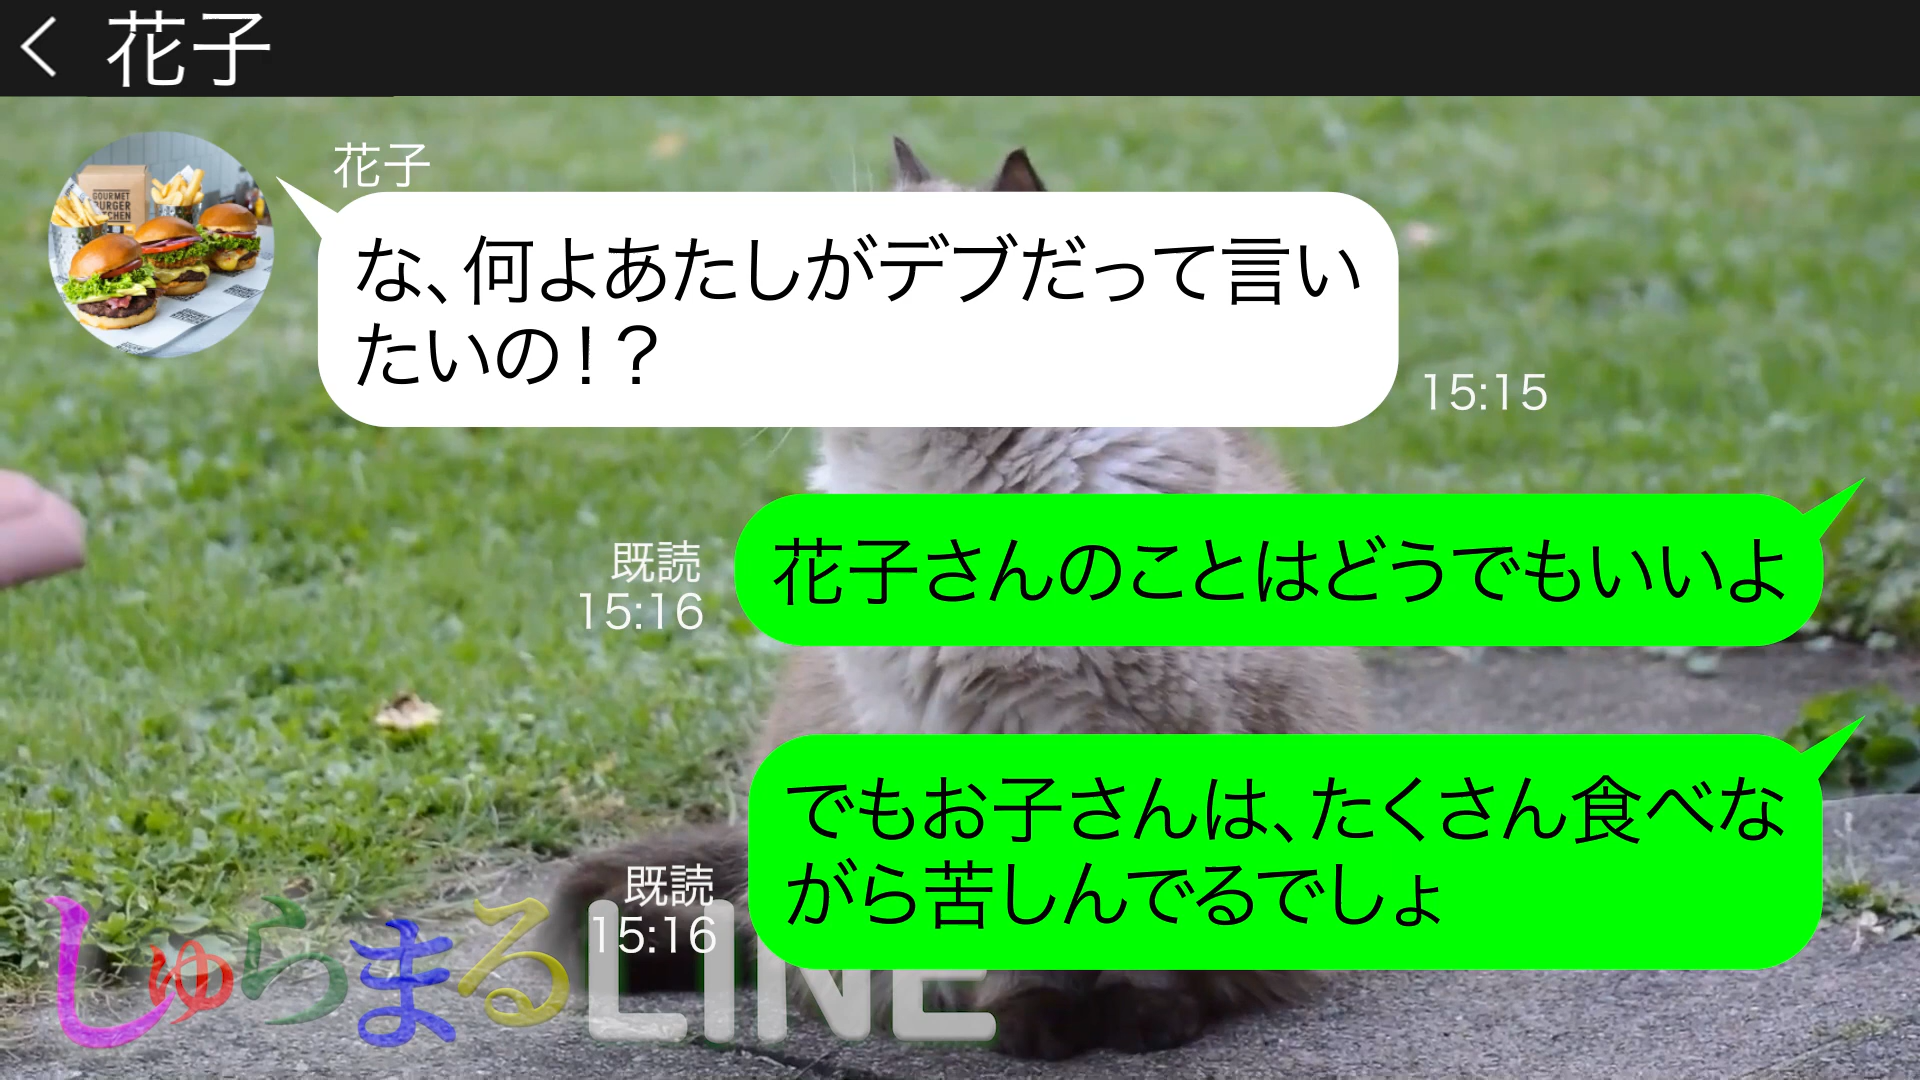 花子
花子
な、何よあたしがデブだって言い
たいの！？
15:15
花子さんのことはどうでもいいよ
既読
15:16
でもお子さんは、たくさん食べな
がら苦しんでるでしょ
既読
15:16
しゅらまるLINE
GOURMET
BURGER
KITCHEN